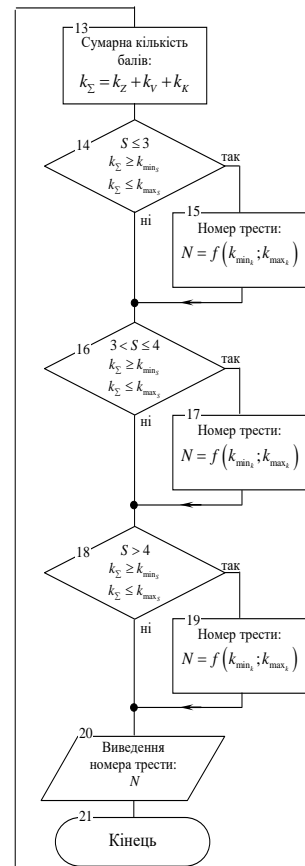 13
Сумарна кількість
балів:
k_Σ = k_Z + k_V + k_K
14
S ≤ 3
k_Σ ≥ k_min_S
k_Σ ≤ k_max_S
так
ні
15
Номер трести:
N = f(k_min_k; k_max_k)
16
3 < S ≤ 4
k_Σ ≥ k_min_S
k_Σ ≤ k_max_S
так
ні
17
Номер трести:
N = f(k_min_k; k_max_k)
18
S > 4
k_Σ ≥ k_min_S
k_Σ ≤ k_max_S
так
ні
19
Номер трести:
N = f(k_min_k; k_max_k)
20
Виведення
номера трести:
N
21
Кінець